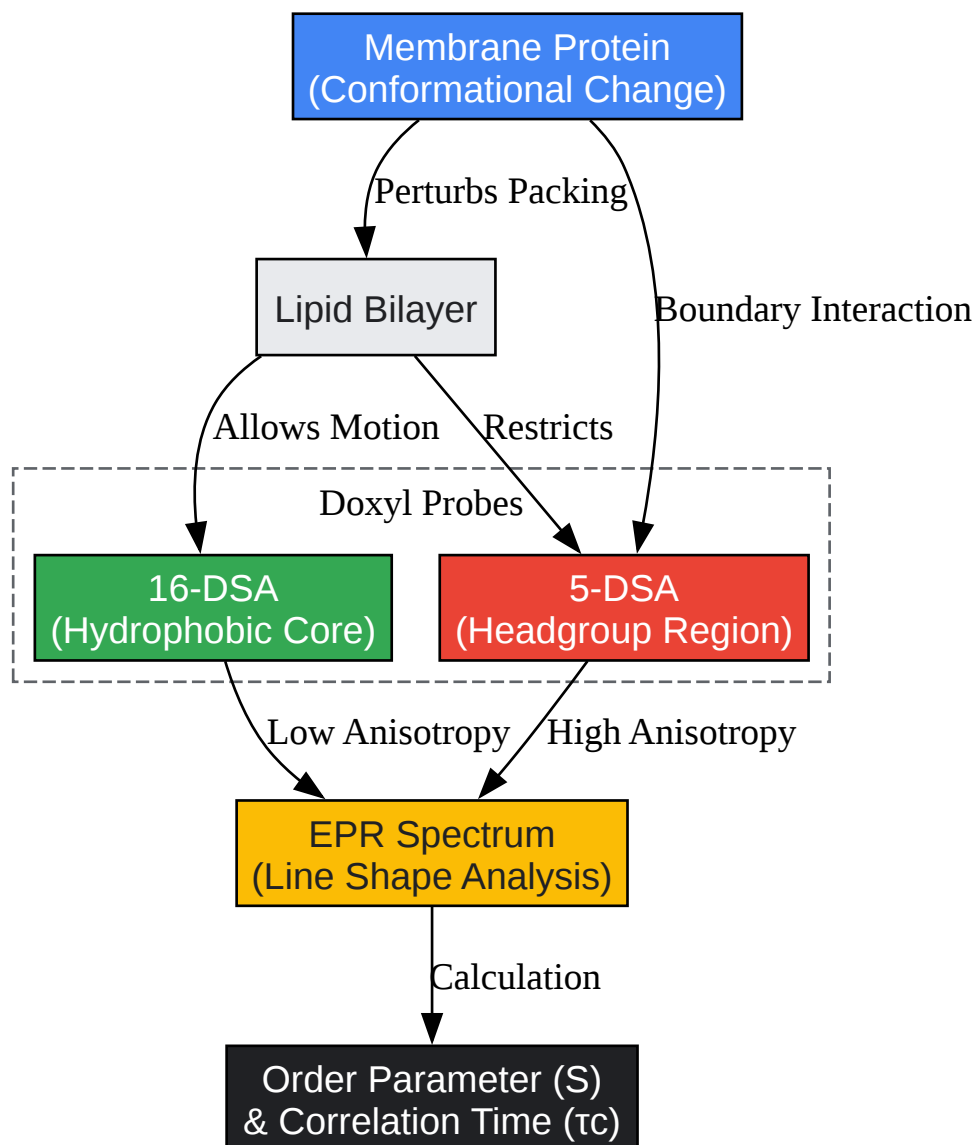 Membrane Protein
(Conformational Change)
Perturbs Packing
Lipid Bilayer
Boundary Interaction
Allows Motion
Restricts
Doxyl Probes
16-DSA
(Hydrophobic Core)
5-DSA
(Headgroup Region)
Low Anisotropy
High Anisotropy
EPR Spectrum
(Line Shape Analysis)
Calculation
Order Parameter (S)
& Correlation Time (τc)